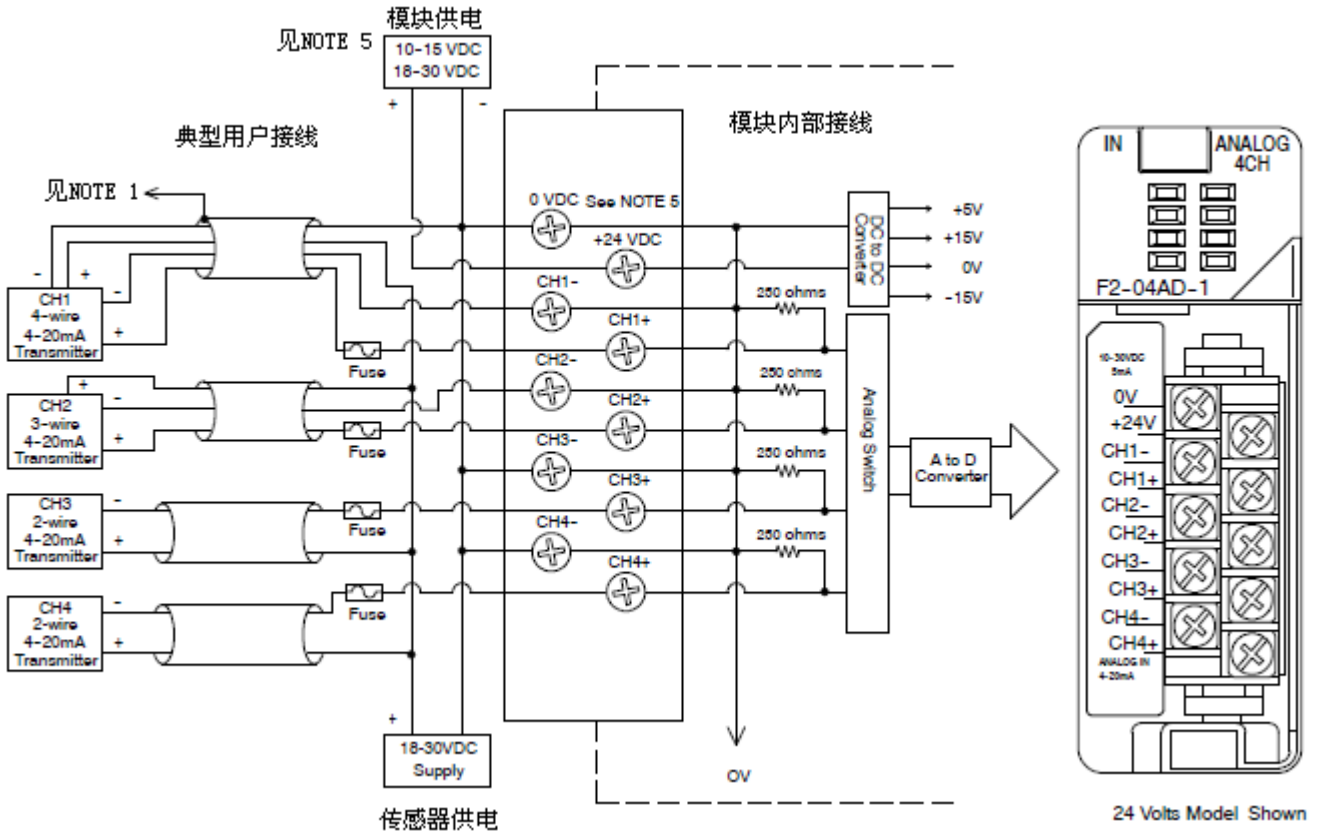 模块供电
见NOTE 5
10-15 VDC
18-30 VDC
+
-
典型用户接线
模块内部接线
见NOTE 1
0 VDC See NOTE 5
+24 VDC
CH1-
CH1+
CH2-
CH2+
CH3-
CH3+
CH4-
CH4+
- +
CH1
4-wire
4-20mA
Transmitter
-
+
Fuse
+
CH2
3-wire
4-20mA
Transmitter
-
+
Fuse
CH3
2-wire
4-20mA
Transmitter
-
+
Fuse
CH4
2-wire
4-20mA
Transmitter
-
+
Fuse
+
18-30VDC
Supply
传感器供电
DC to DC
Converter
+5V
+15V
0V
-15V
250 ohms
250 ohms
250 ohms
250 ohms
Analog Switch
A to D
Converter
0V
IN
ANALOG
4CH
F2-04AD-1
10-30VDC
5mA
0V
+24V
CH1-
CH1+
CH2-
CH2+
CH3-
CH3+
CH4-
CH4+
ANALOG IN
4-20mA
24 Volts Model Shown